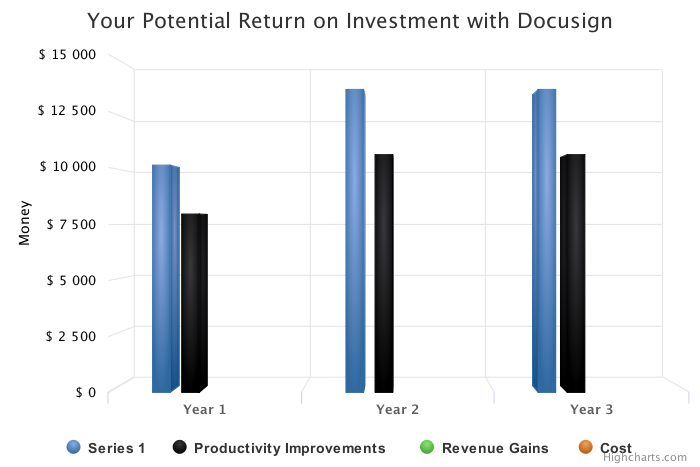 Your Potential Return on Investment with Docusign
$ 15 000
$ 12 500
$ 10 000
$ 7 500
$ 5 000
$ 2 500
$ 0
Money
Year 1
Year 2
Year 3
Series 1
Productivity Improvements
Revenue Gains
Cost
Highcharts.com